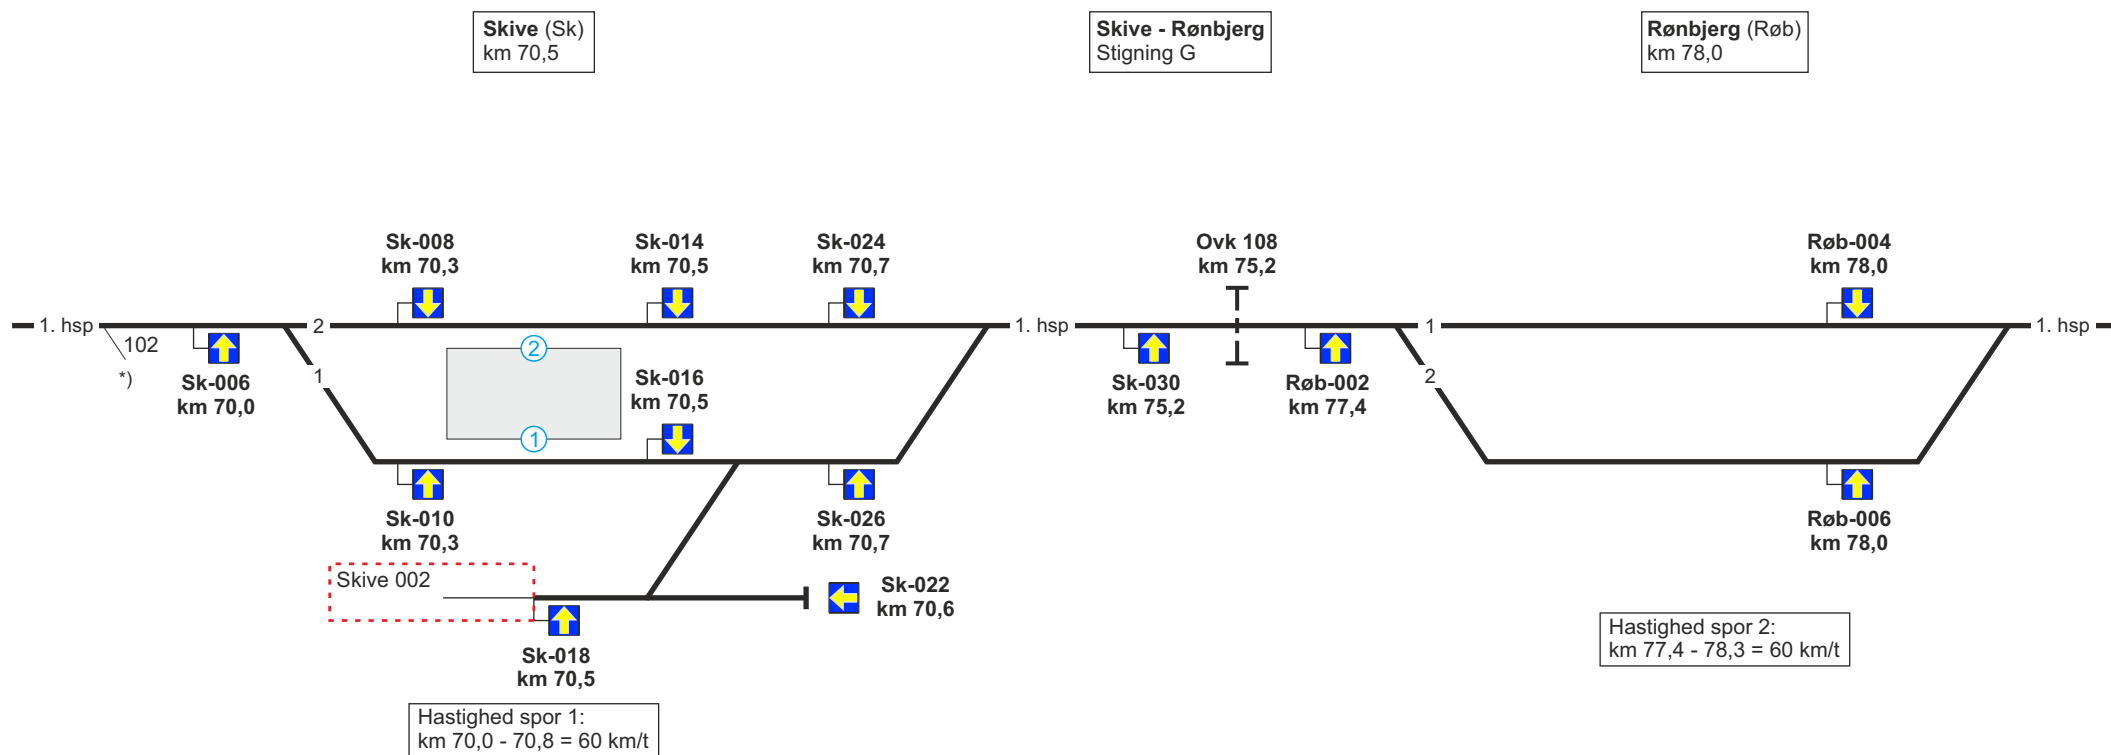 Skive (Sk)
km 70,5
Skive - Rønbjerg
Stigning G
Rønbjerg (Røb)
km 78,0
Sk-008
km 70,3
Sk-014
km 70,5
Sk-024
km 70,7
Ovk 108
km 75,2
Røb-004
km 78,0
1. hsp
2
1. hsp
1
1. hsp
102
*)
Sk-006
km 70,0
1
2
Sk-016
km 70,5
Sk-030
km 75,2
Røb-002
km 77,4
2
1
Sk-010
km 70,3
Sk-026
km 70,7
Røb-006
km 78,0
Skive 002
Sk-022
km 70,6
Sk-018
km 70,5
Hastighed spor 2:
km 77,4 - 78,3 = 60 km/t
Hastighed spor 1:
km 70,0 - 70,8 = 60 km/t